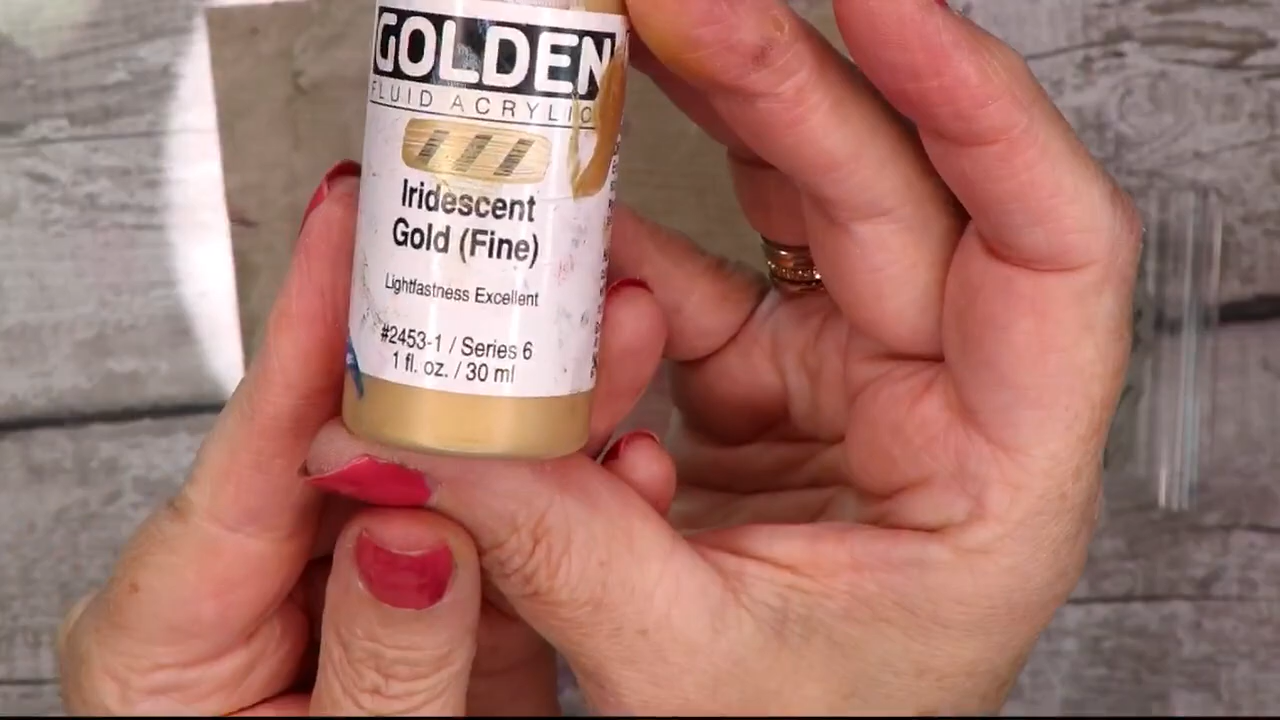 GOLDEN
FLUID ACRYLIC
Iridescent
Gold (Fine)
Lightfastness Excellent
#2453-1 / Series 6
1 fl. oz. / 30 ml